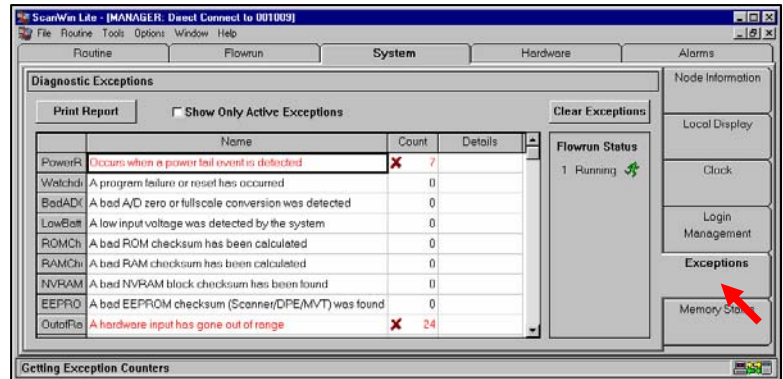 ScanWin Lite - [MANAGER: Direct Connect to 001009]
File Routine Tools Options Window Help
Routine Flowrun System Hardware Alarms
Diagnostic Exceptions
Print Report Show Only Active Exceptions Clear Exceptions
Name Count Details
PowerR Occurs when a power fail event is detected 7
Watchd A program failure or reset has occurred 0
BadAD( A bad A/D zero or fullscale conversion was detected 0
LowBatt A low input voltage was detected by the system 0
ROMCh A bad ROM checksum has been calculated 0
RAMChi A bad RAM checksum has been calculated 0
NVRAM A bad NVRAM block checksum has been found 0
EEPRO A bad EEPROM checksum (Scanner/DPE/MVT) was found 0
OutofRa A hardware input has gone out of range 24
Flowrun Status
1 Running
Node Information
Local Display
Clock
Login
Management
Exceptions
Memory
Getting Exception Counters